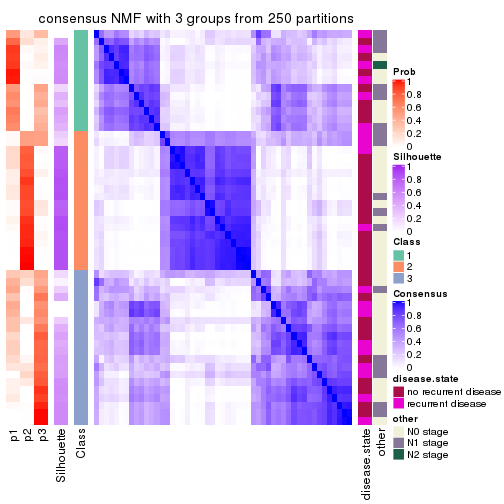 consensus NMF with 3 groups from 250 partitions
Prob
1
0.8
0.6
0.4
0.2
0
Silhouette
1
0.8
0.6
0.4
0.2
0
Class
1
2
3
Consensus
1
0.8
0.6
0.4
0.2
0
disease.state
no recurrent disease
recurrent disease
other
N0 stage
N1 stage
N2 stage
p1
p2
p3
Silhouette
Class
disease.state
other